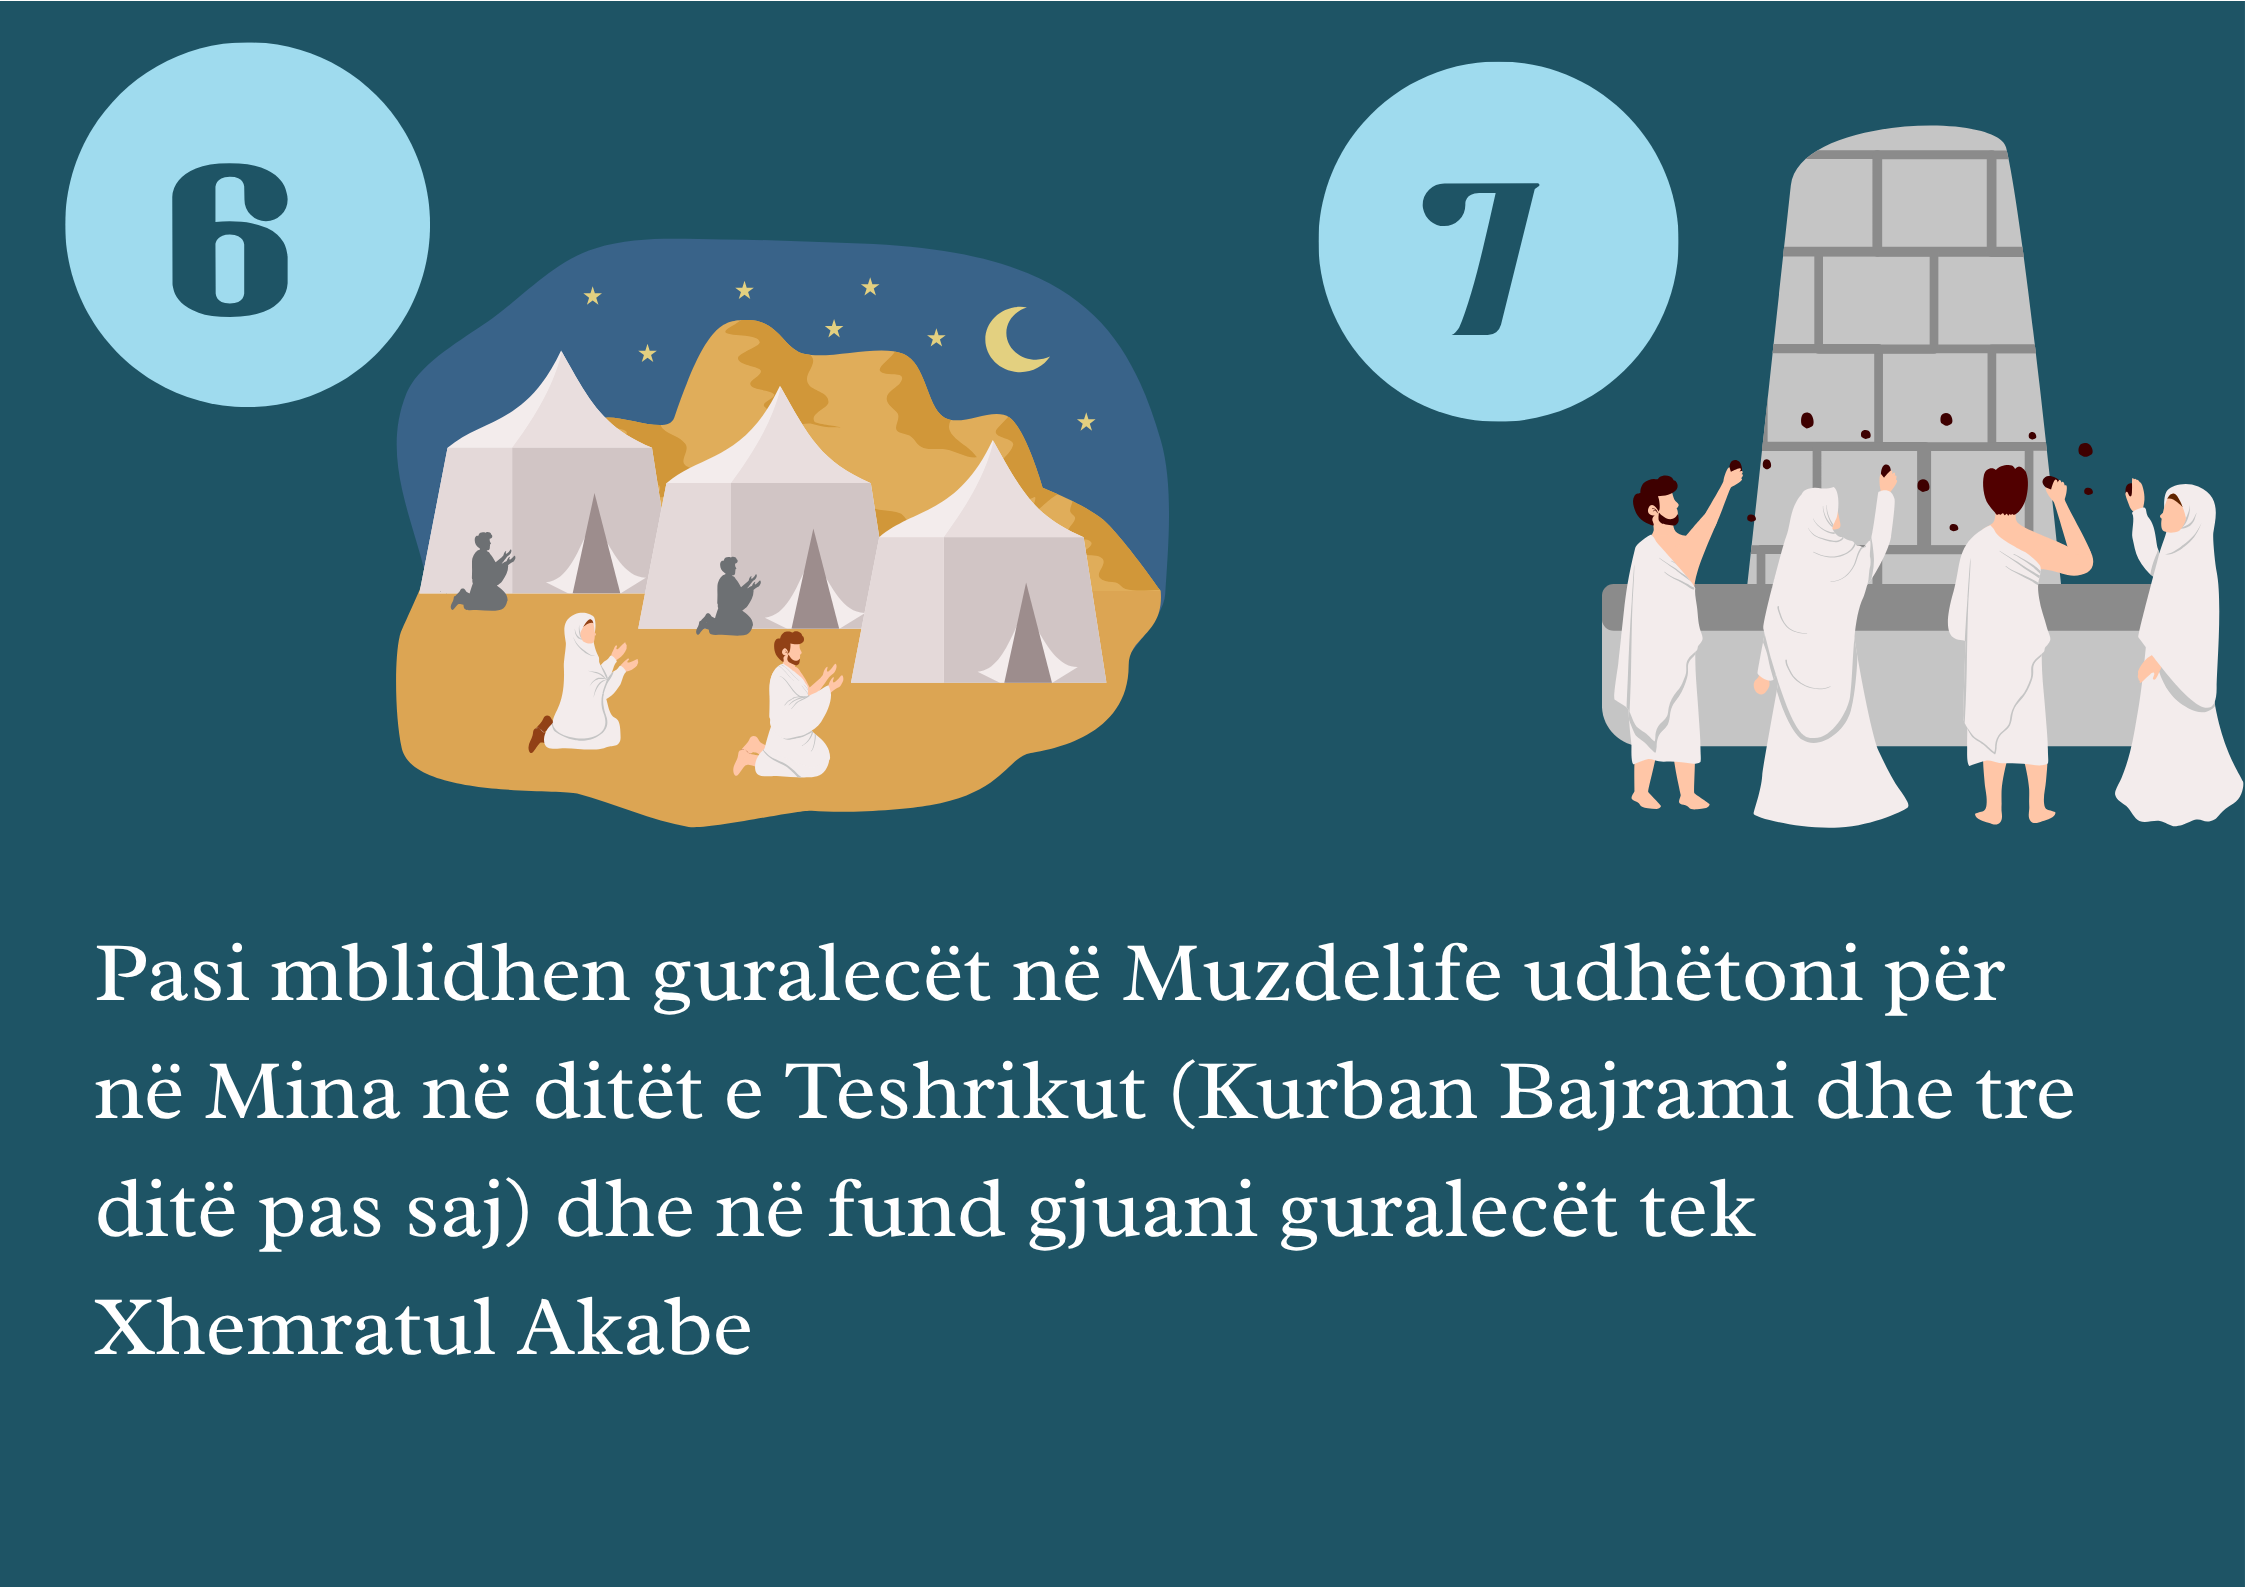 6
7
Pasi mblidhen guralecët në Muzdelife udhëtoni për
në Mina në ditët e Teshrikut (Kurban Bajrami dhe tre
ditë pas saj) dhe në fund gjuani guralecët tek
Xhemratul Akabe